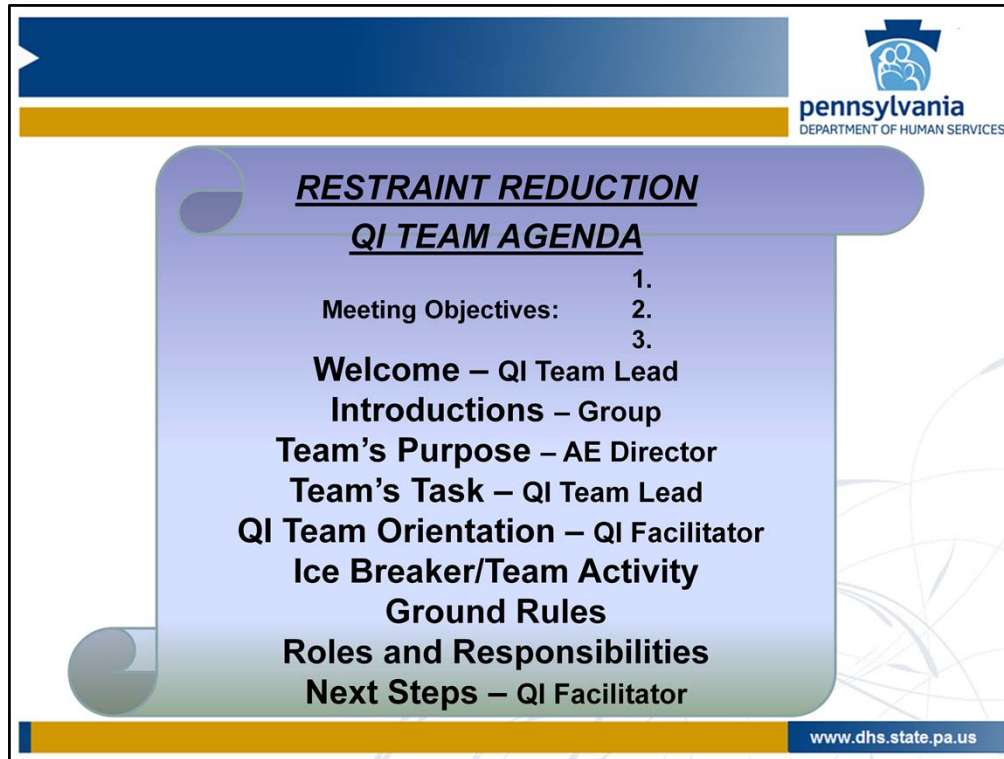 pennsylvania
DEPARTMENT OF HUMAN SERVICES
RESTRAINT REDUCTION
QI TEAM AGENDA
1.
Meeting Objectives: 2.
3.
Welcome – QI Team Lead
Introductions – Group
Team’s Purpose – AE Director
Team’s Task – QI Team Lead
QI Team Orientation – QI Facilitator
Ice Breaker/Team Activity
Ground Rules
Roles and Responsibilities
Next Steps – QI Facilitator
www.dhs.state.pa.us